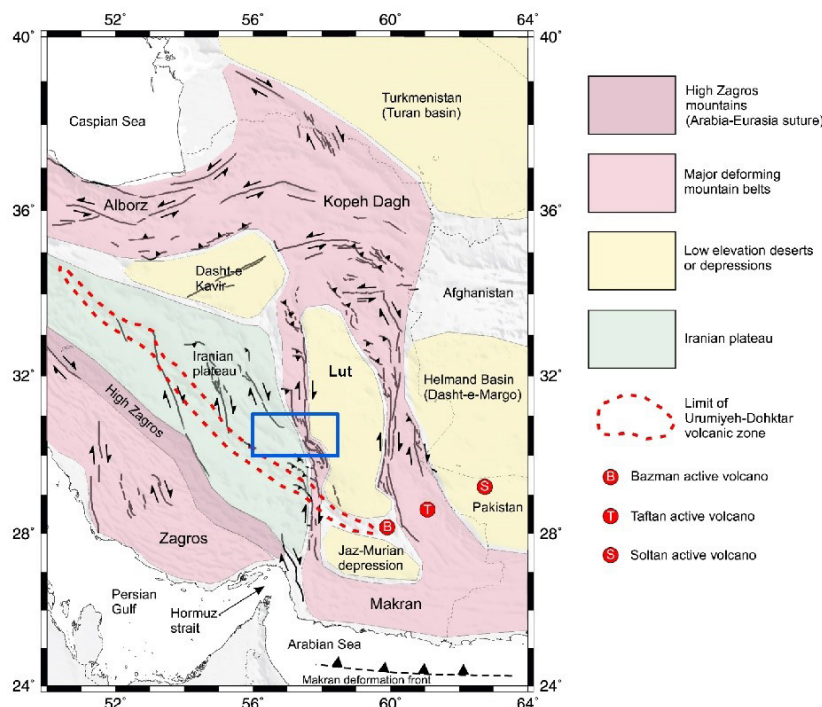 52 56 60 64
40 40
Caspian Sea
Turkmenistan
(Turan basin)
Alborz
Kopeh Dagh
36 36
Dasht-e
Kavir
Afghanistan
Iranian
plateau
Lut
32 32
Helmand Basin
(Dasht-e-Margo)
High Zagros
S
T
Pakistan
B
28 28
Zagros
Jaz-Murian
depression
Persian
Gulf
Hormuz
strait
Makran
Arabian Sea
Makran deformation front
24 24
52 56 60 64
High Zagros
mountains
(Arabia-Eurasia suture)
Major deforming
mountain belts
Low elevation deserts
or depressions
Iranian plateau
Limit of
Urumiyeh-Dohktar
volcanic zone
B Bazman active volcano
T Taftan active volcano
S Soltan active volcano